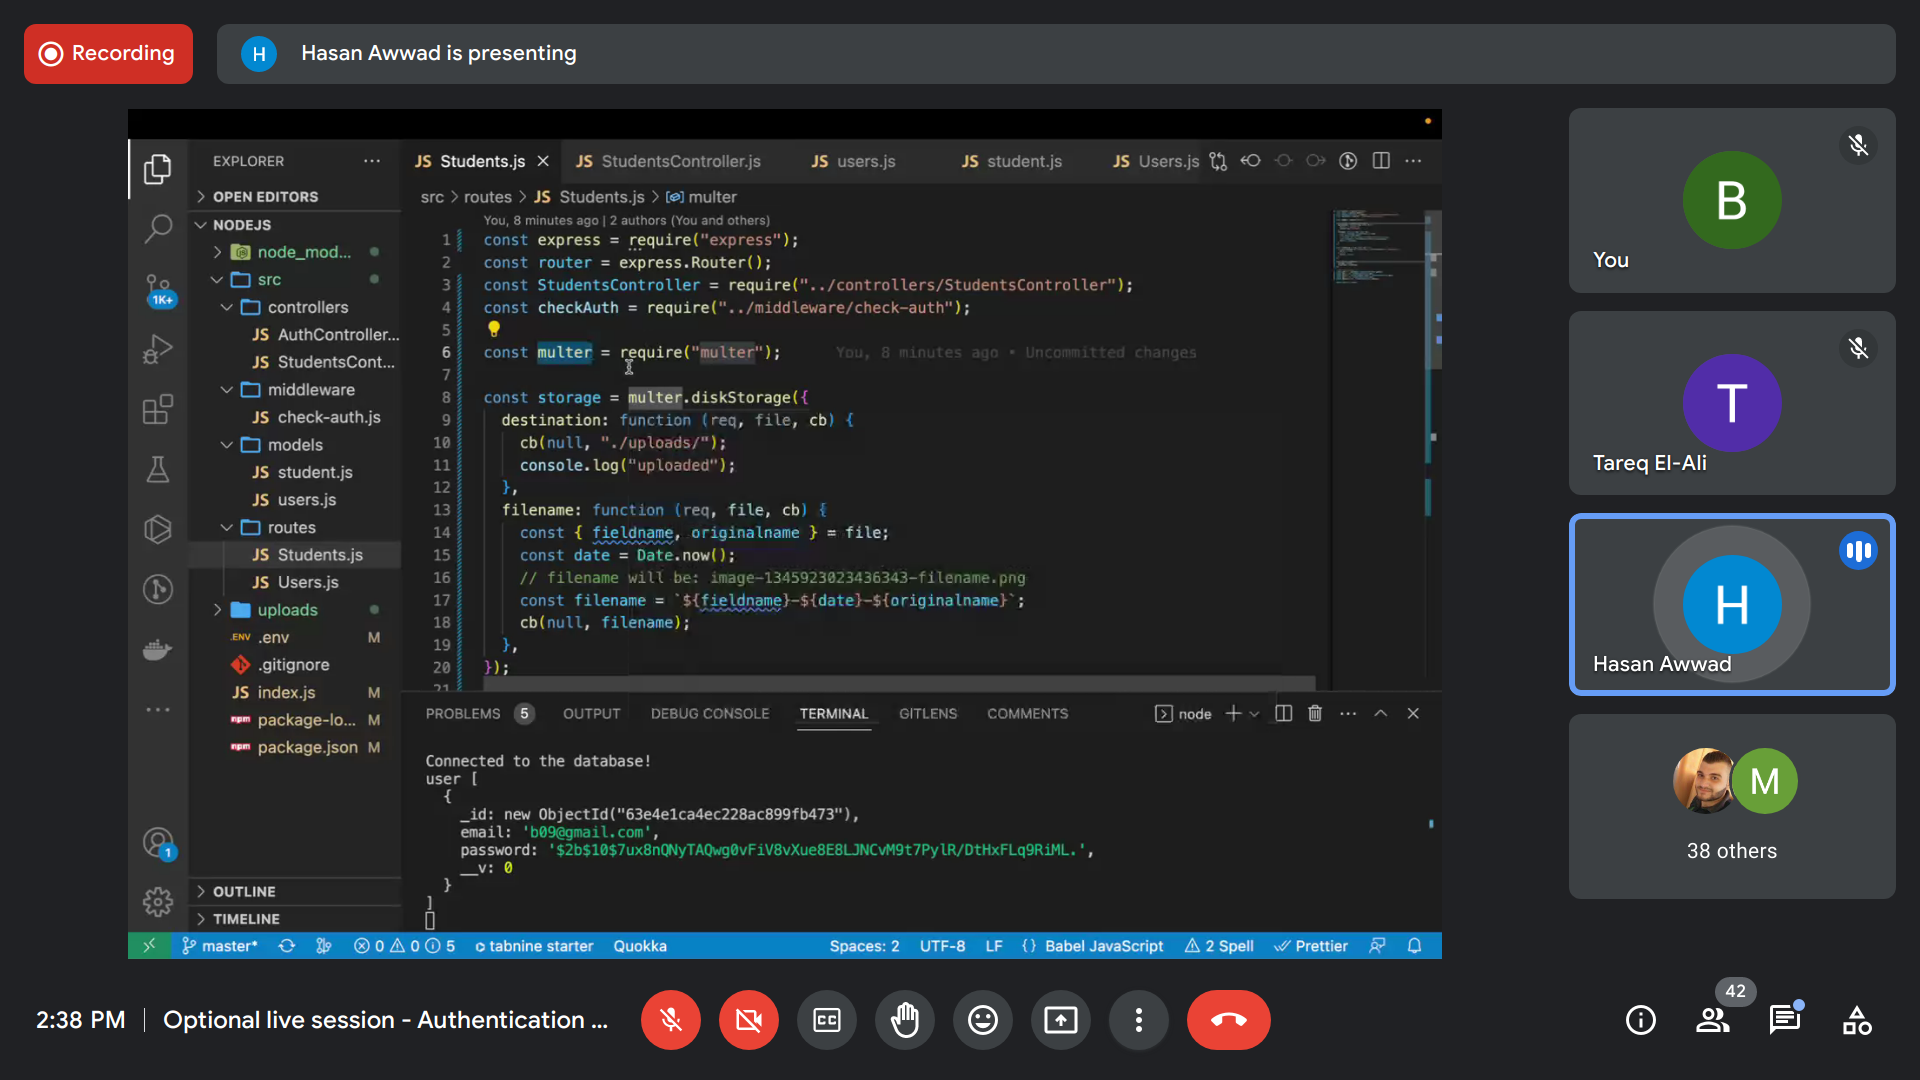 Recording
H
Hasan Awwad is presenting
EXPLORER
OPEN EDITORS
NODEJS
node_mod...
src
controllers
JS AuthController...
JS StudentsCont...
middleware
JS check-auth.js
models
JS student.js
JS users.js
routes
JS Students.js
JS Users.js
uploads
.ENV .env M
.gitignore
JS index.js M
npm package-lo... M
npm package.json M
OUTLINE
TIMELINE
1K+
1
JS Students.js
JS StudentsController.js
JS users.js
JS student.js
JS Users.js
src > routes > JS Students.js > multer
You, 8 minutes ago | 2 authors (You and others)
1 const express = require("express");
2 const router = express.Router();
3 const StudentsController = require("../controllers/StudentsController");
4 const checkAuth = require("../middleware/check-auth");
5
6 const multer = require("multer"); You, 8 minutes ago • Uncommitted changes
7
8 const storage = multer.diskStorage({
9 destination: function (req, file, cb) {
10 cb(null, "./uploads/");
11 console.log("uploaded");
12 },
13 filename: function (req, file, cb) {
14 const { fieldname, originalname } = file;
15 const date = Date.now();
16 // filename will be: image-1345923023436343-filename.png
17 const filename = `${fieldname}-${date}-${originalname}`;
18 cb(null, filename);
19 },
20 });
21
PROBLEMS 5 OUTPUT DEBUG CONSOLE TERMINAL GITLENS COMMENTS node
Connected to the database!
user [
{
_id: new ObjectId("63e4e1ca4ec228ac899fb473"),
email: 'b09@gmail.com',
password: '$2b$10$7ux8nQNyTAQwg0vFiV8vXue8E8LJNCvM9t7PylR/DtHxFLq9RiML.',
__v: 0
}
]
master* 0 0 5 tabnine starter Quokka Spaces: 2 UTF-8 LF {} Babel JavaScript 2 Spell Prettier
B
You
T
Tareq El-Ali
H
Hasan Awwad
M
38 others
2:38 PM | Optional live session - Authentication ...
CC
42